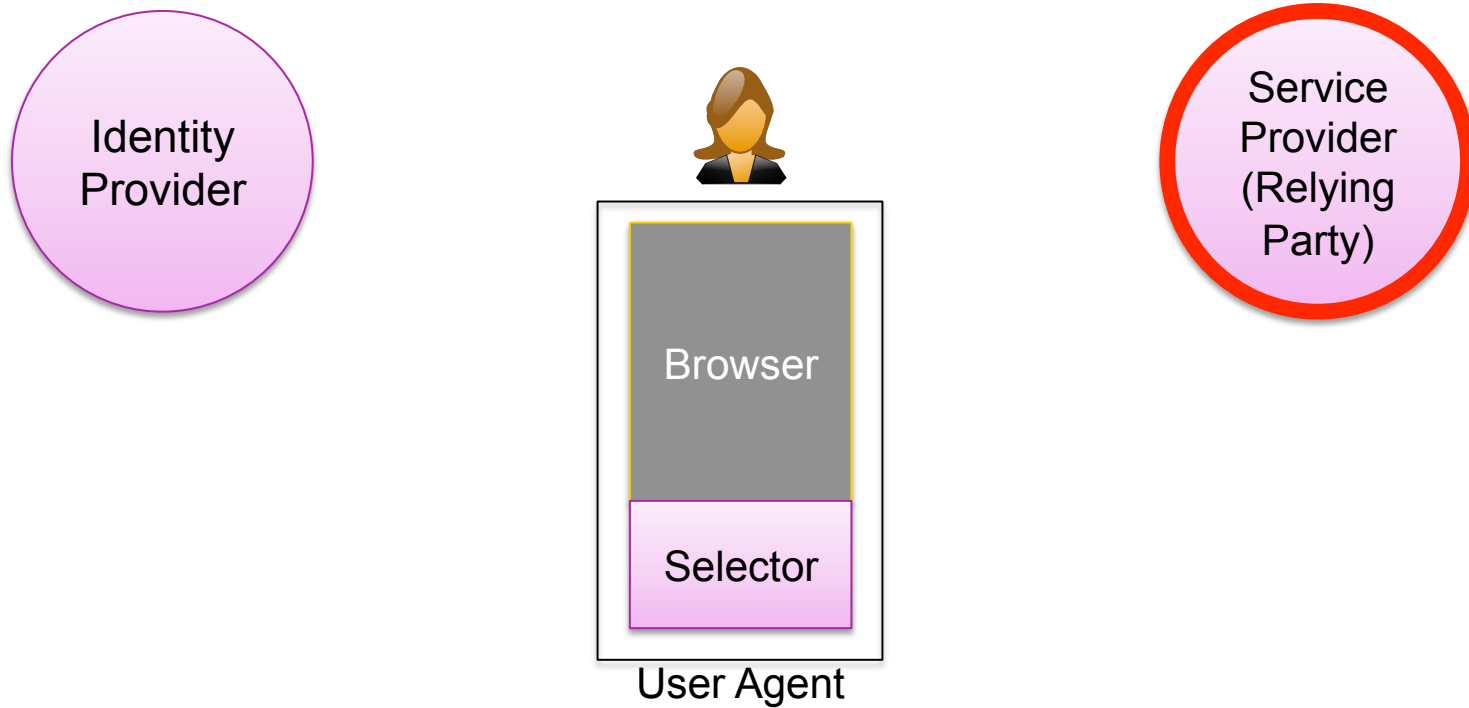 Identity
Provider
Service
Provider
(Relying
Party)
Browser
Selector
User Agent